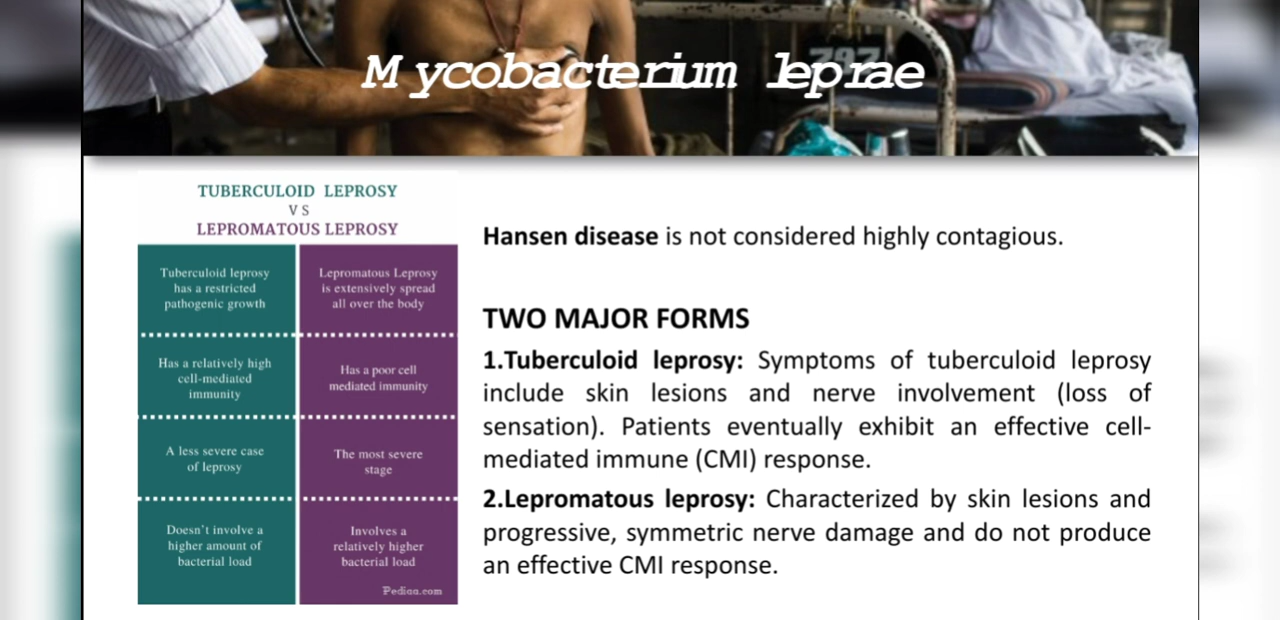 Mycobacterium leprae
TUBERCULOID LEPROSY
VS
LEPROMATOUS LEPROSY
Tuberculoid leprosy
has a restricted
pathogenic growth
Lepromatous Leprosy
is extensively spread
all over the body
Has a relatively high
cell-mediated
immunity
Has a poor cell
mediated immunity
A less severe case
of leprosy
The most severe
stage
Doesn't involve a
higher amount of
bacterial load
Involves a
relatively higher
bacterial load
Pediaa.com
Hansen disease is not considered highly contagious.
TWO MAJOR FORMS
1.Tuberculoid leprosy: Symptoms of tuberculoid leprosy
include skin lesions and nerve involvement (loss of
sensation). Patients eventually exhibit an effective cell-
mediated immune (CMI) response.
2.Lepromatous leprosy: Characterized by skin lesions and
progressive, symmetric nerve damage and do not produce
an effective CMI response.